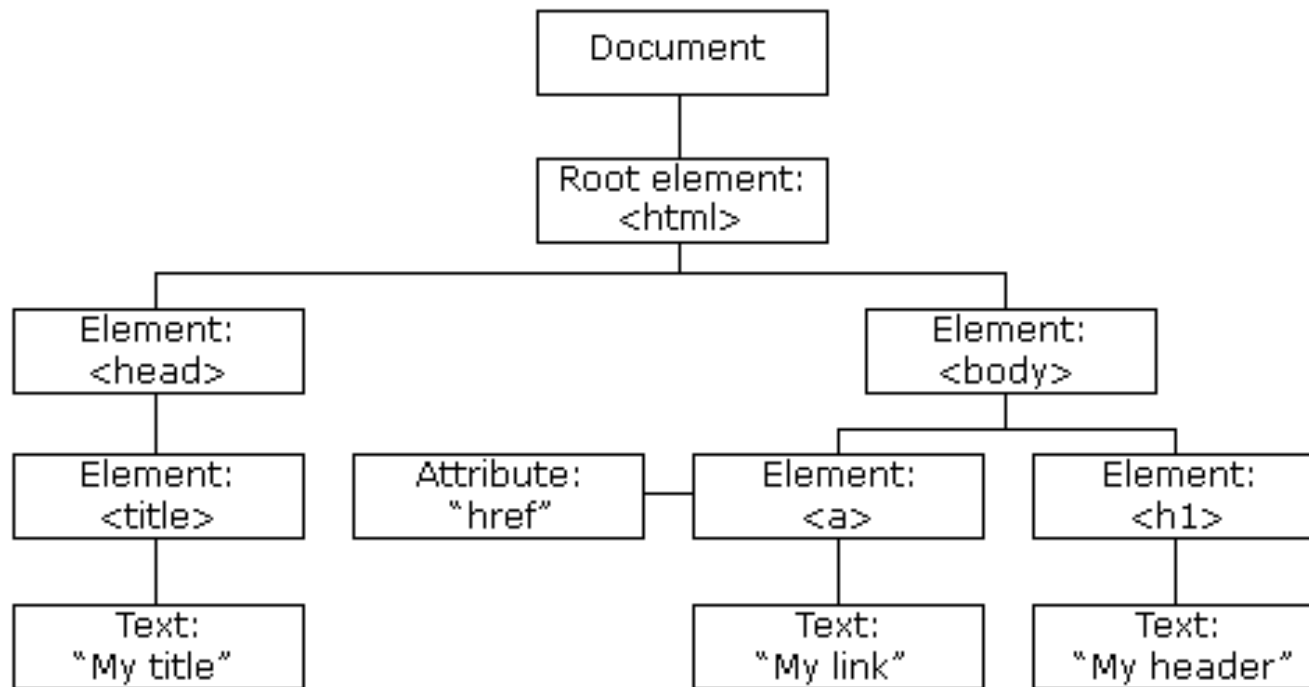 Document
Root element:
<html>
Element:
<head>
Element:
<body>
Element:
<title>
Attribute:
“href”
Element:
<a>
Element:
<h1>
Text:
“My title”
Text:
“My link”
Text:
“My header”